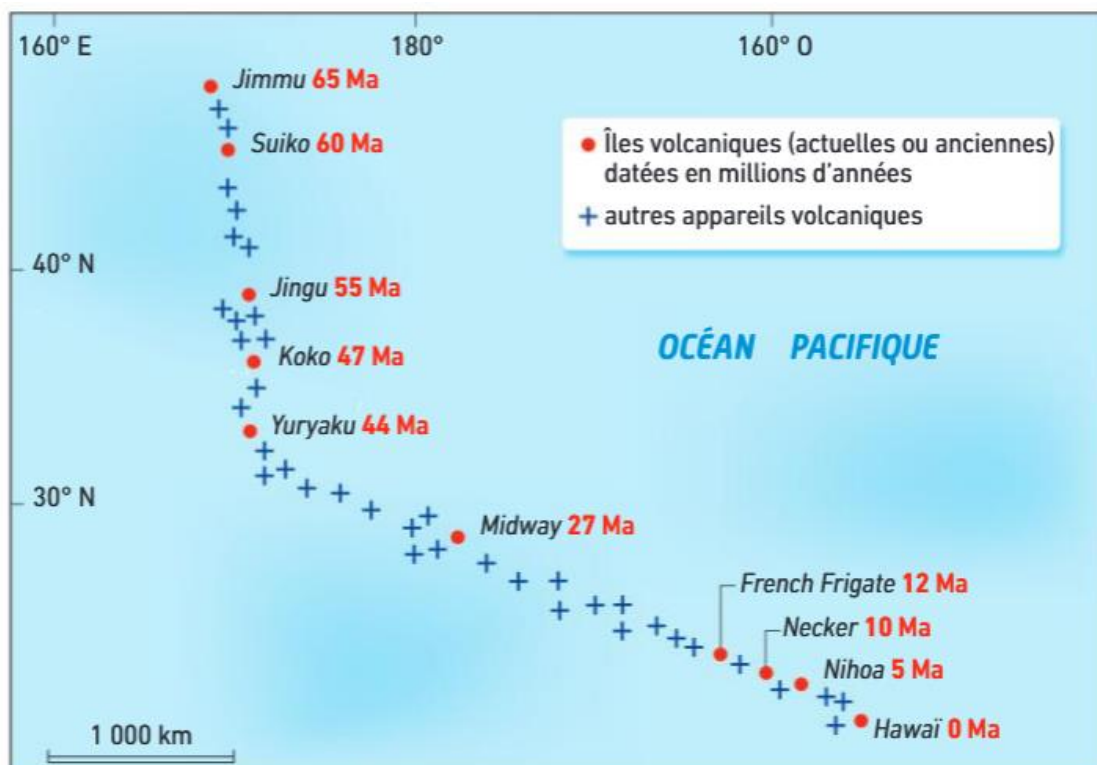 160° E
180°
160° O
Jimmu 65 Ma
Suiko 60 Ma
Îles volcaniques (actuelles ou anciennes)
datées en millions d'années
autres appareils volcaniques
40° N
Jingu 55 Ma
OCÉAN PACIFIQUE
Koko 47 Ma
Yuryaku 44 Ma
30° N
Midway 27 Ma
French Frigate 12 Ma
Necker 10 Ma
Nihoa 5 Ma
Hawaï 0 Ma
1 000 km